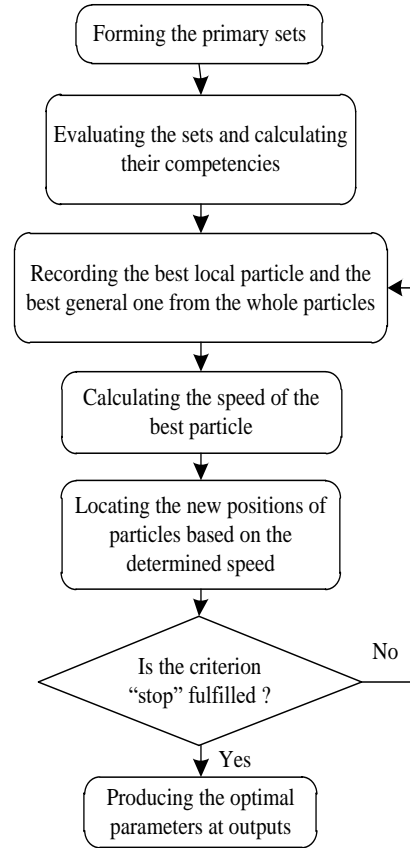 Forming the primary sets
Evaluating the sets and calculating
their competencies
Recording the best local particle and the
best general one from the whole particles
Calculating the speed of the
best particle
Locating the new positions of
particles based on the
determined speed
Is the criterion
“stop” fulfilled ?
No
Yes
Producing the optimal
parameters at outputs